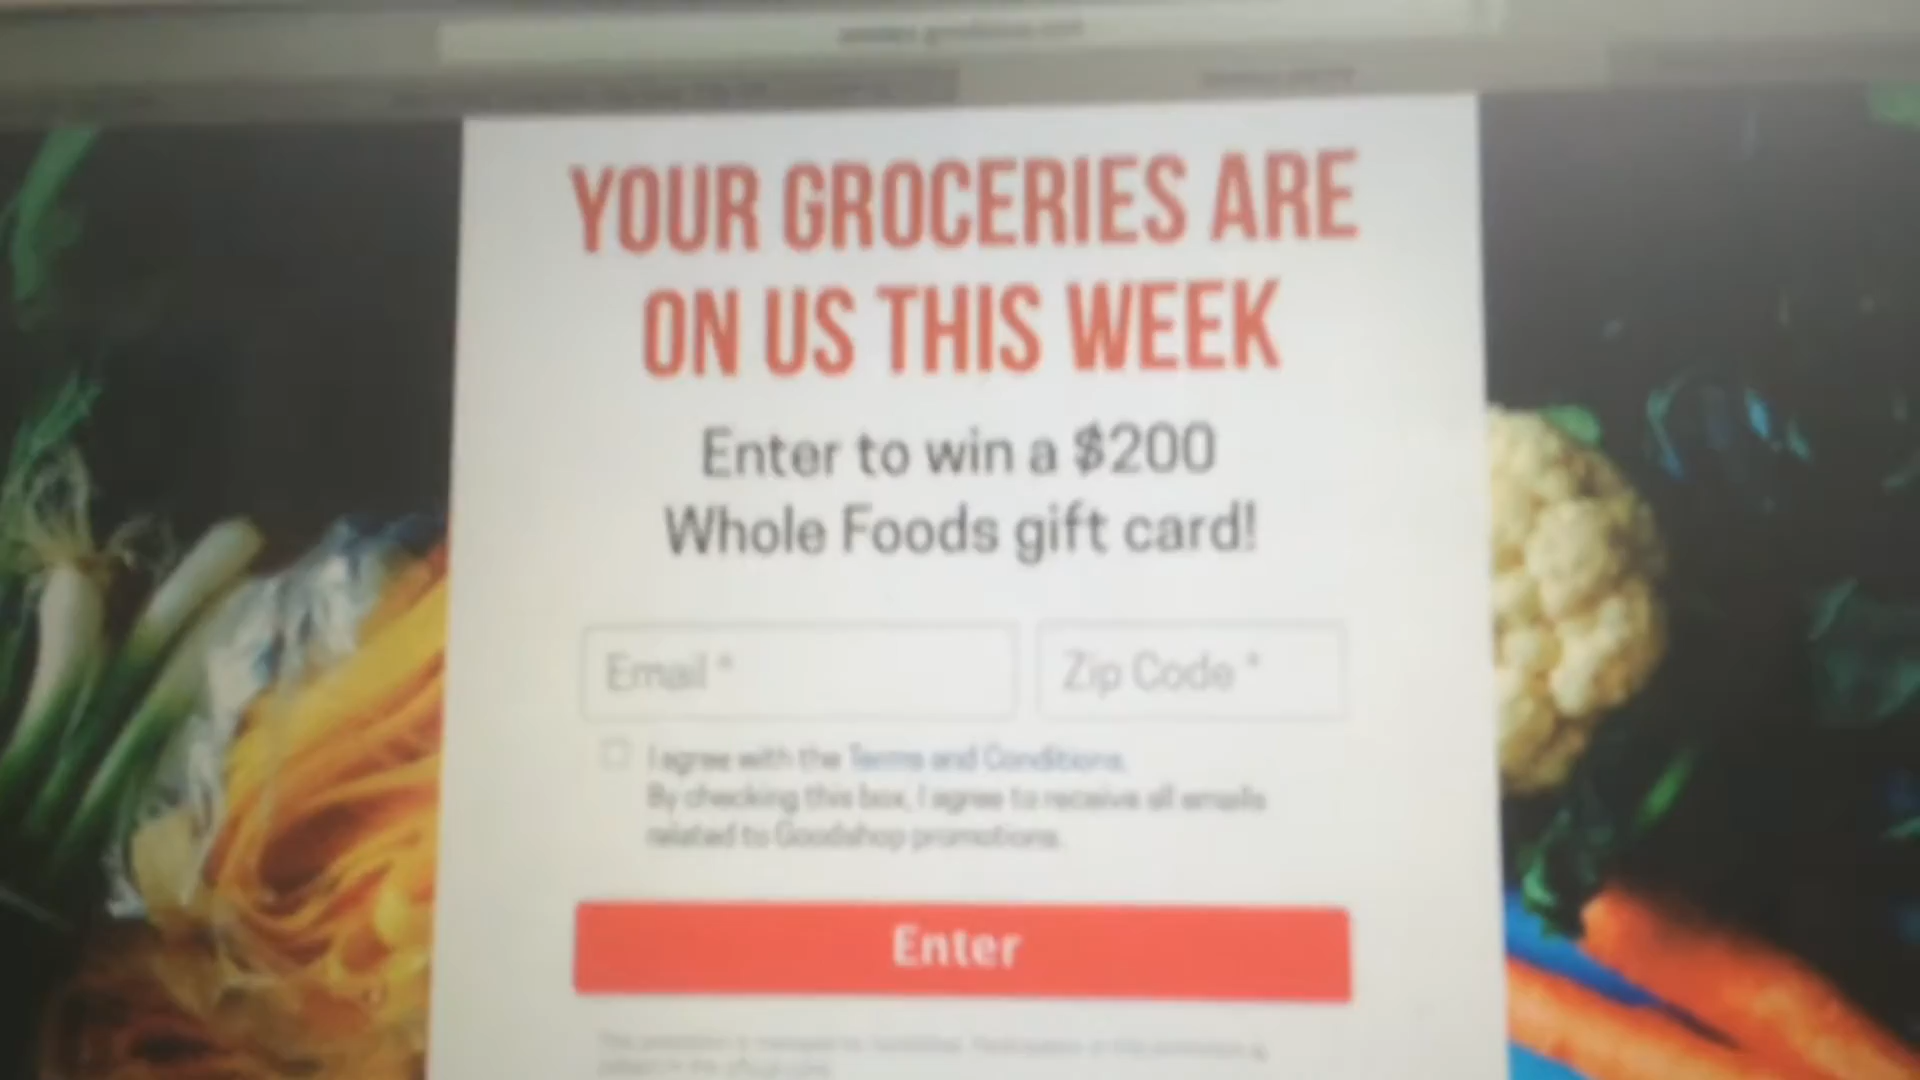 YOUR GROCERIES ARE
ON US THIS WEEK
Enter to win a $200
Whole Foods gift card!
Email * Zip Code *
I agree with the Terms and Conditions.
By checking this box, I agree to receive all emails
related to Goodshop promotions.
Enter